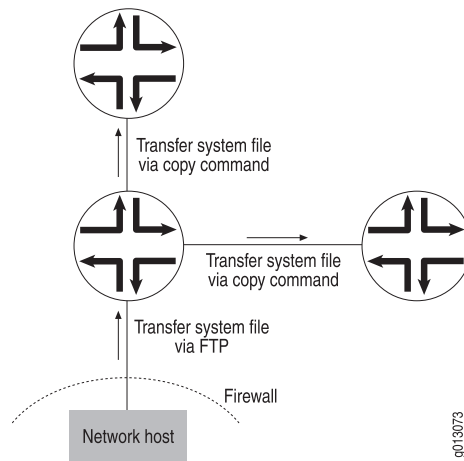 Transfer system file
via copy command
Transfer system file
via copy command
Transfer system file
via FTP
Firewall
Network host
g013073